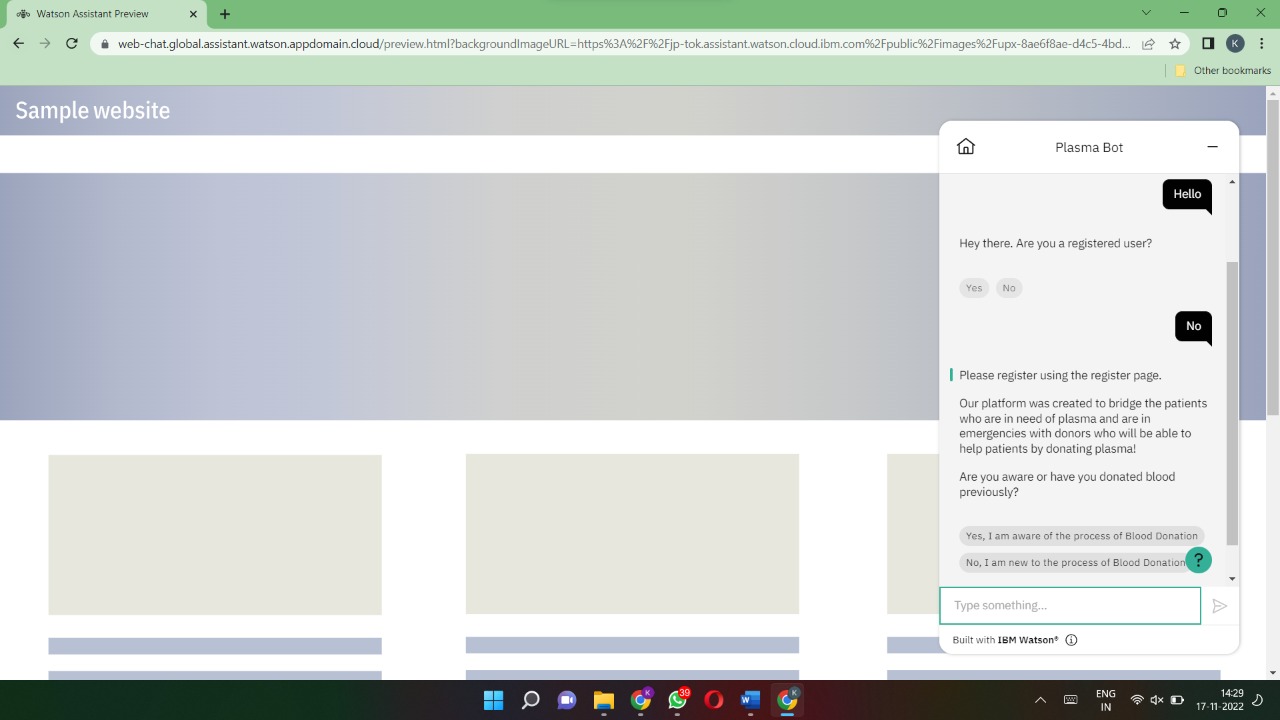 Watson Assistant Preview
web-chat.global.assistant.watson.appdomain.cloud/preview.html?backgroundImageURL=https%3A%2F%2Fjp-tok.assistant.watson.cloud.ibm.com%2Fpublic%2Fimages%2Fupx-8ae6f8ae-d4c5-4bd...
K
Other bookmarks
Sample website
Plasma Bot
Hello
Hey there. Are you a registered user?
Yes No
No
Please register using the register page.
Our platform was created to bridge the patients
who are in need of plasma and are in
emergencies with donors who will be able to
help patients by donating plasma!
Are you aware or have you donated blood
previously?
Yes, I am aware of the process of Blood Donation
No, I am new to the process of Blood Donation
?
Type something...
Built with IBM Watson®
K 39 W K
ENG
IN
14:29
17-11-2022